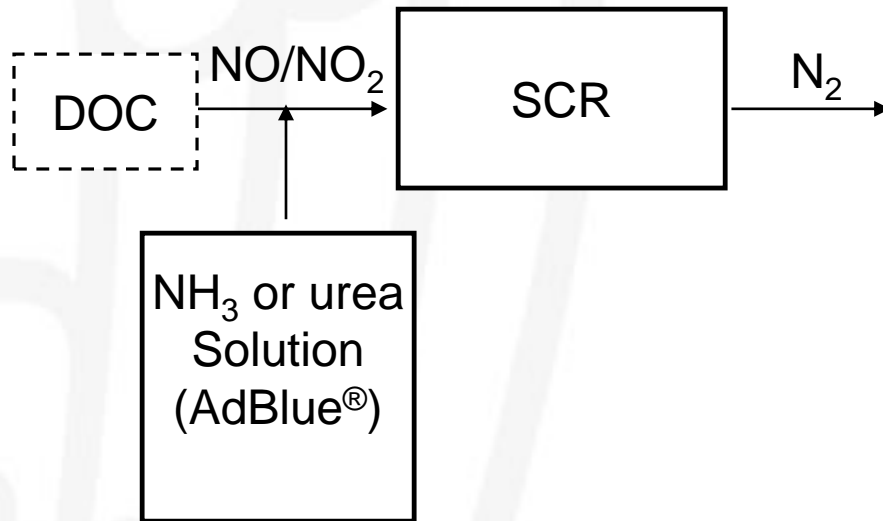 DOC
NO/NO₂
SCR
N₂
NH₃ or urea
Solution
(AdBlue®)